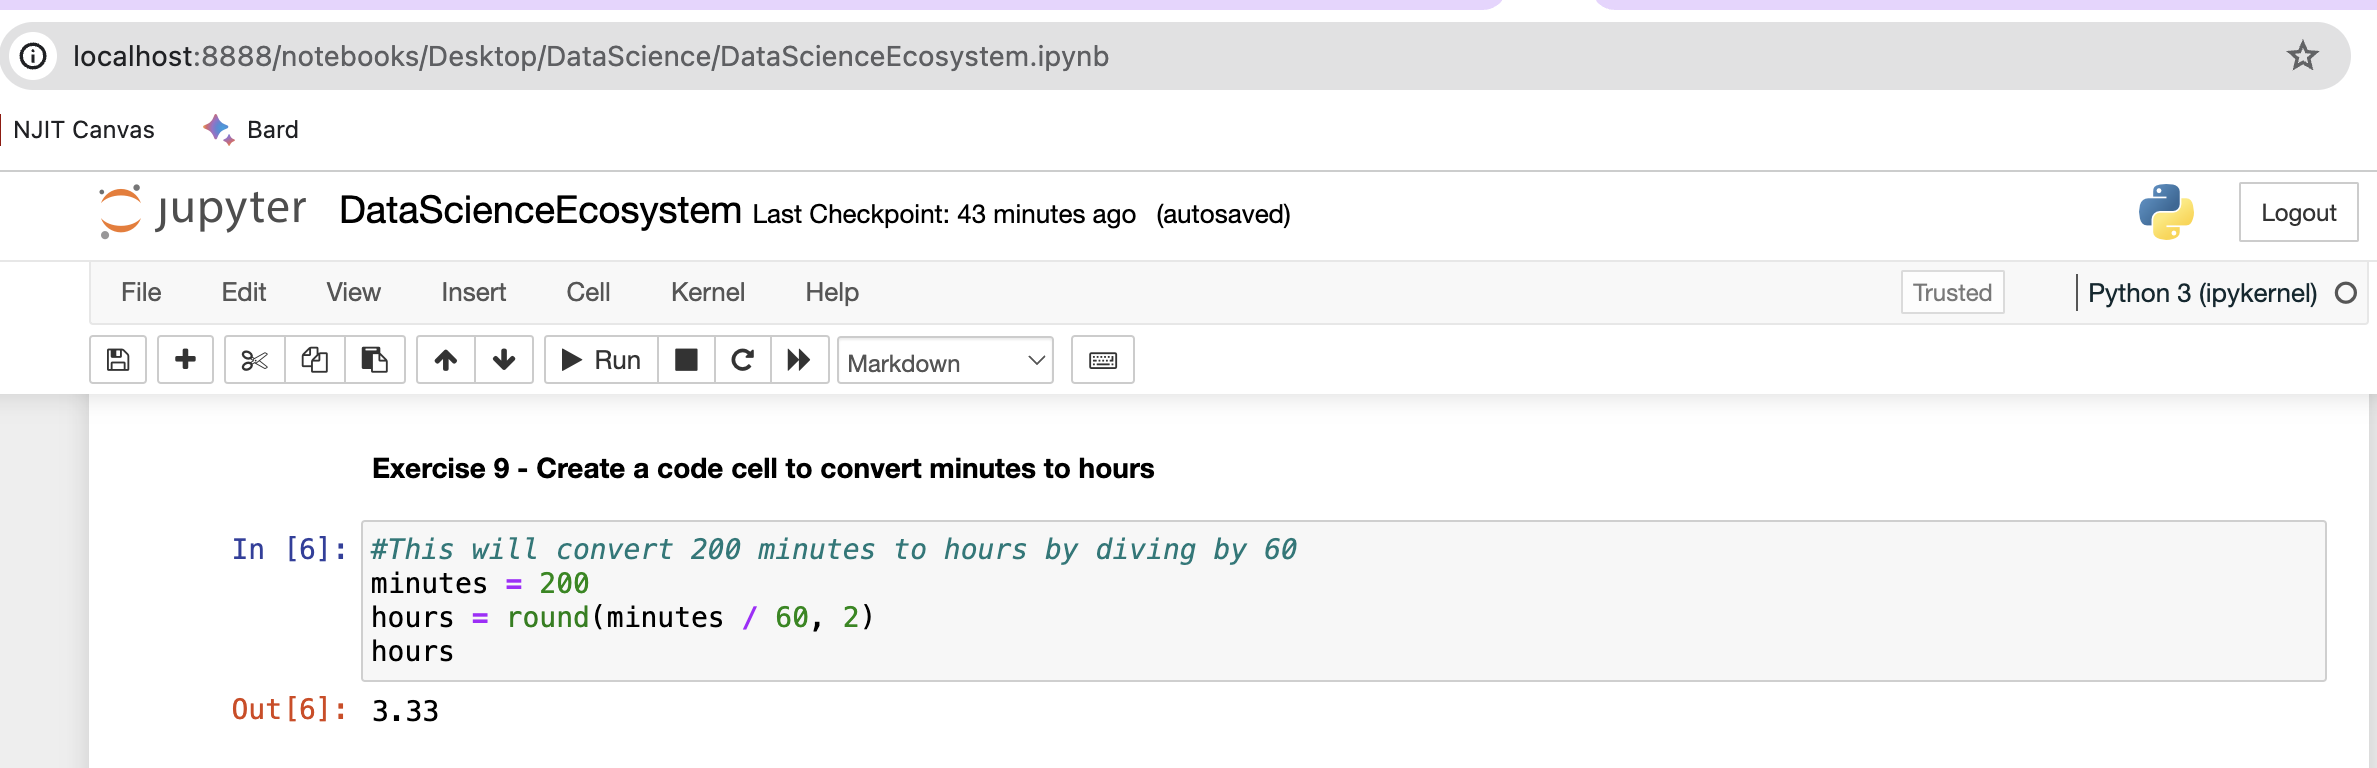 localhost:8888/notebooks/Desktop/DataScience/DataScienceEcosystem.ipynb
NJIT Canvas Bard
jupyter DataScienceEcosystem Last Checkpoint: 43 minutes ago (autosaved) Logout
File Edit View Insert Cell Kernel Help Trusted Python 3 (ipykernel)
Run Markdown
Exercise 9 - Create a code cell to convert minutes to hours
In [6]: #This will convert 200 minutes to hours by diving by 60
minutes = 200
hours = round(minutes / 60, 2)
hours
Out[6]: 3.33